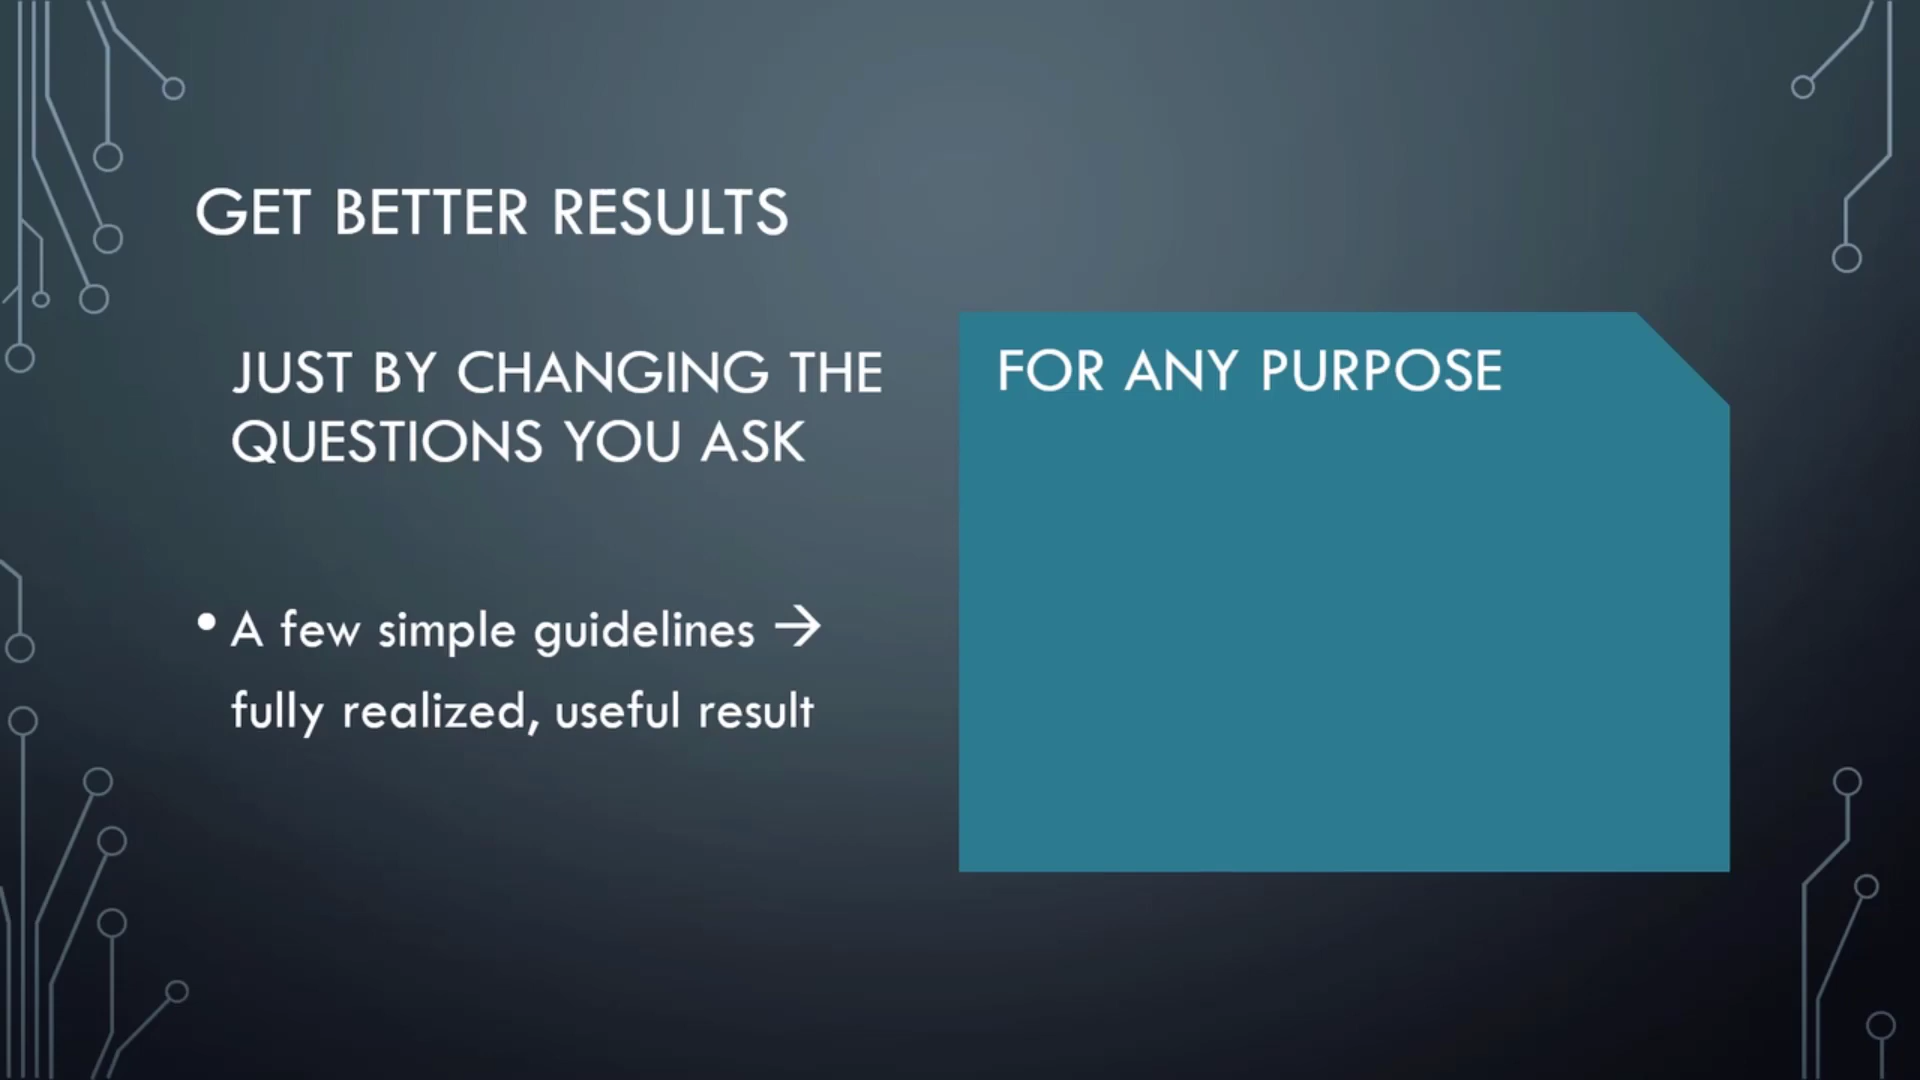 GET BETTER RESULTS
JUST BY CHANGING THE
QUESTIONS YOU ASK
• A few simple guidelines →
fully realized, useful result
FOR ANY PURPOSE